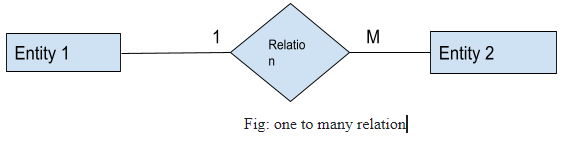 1
M
Entity 1
Relatio
n
Entity 2
Fig: one to many relation